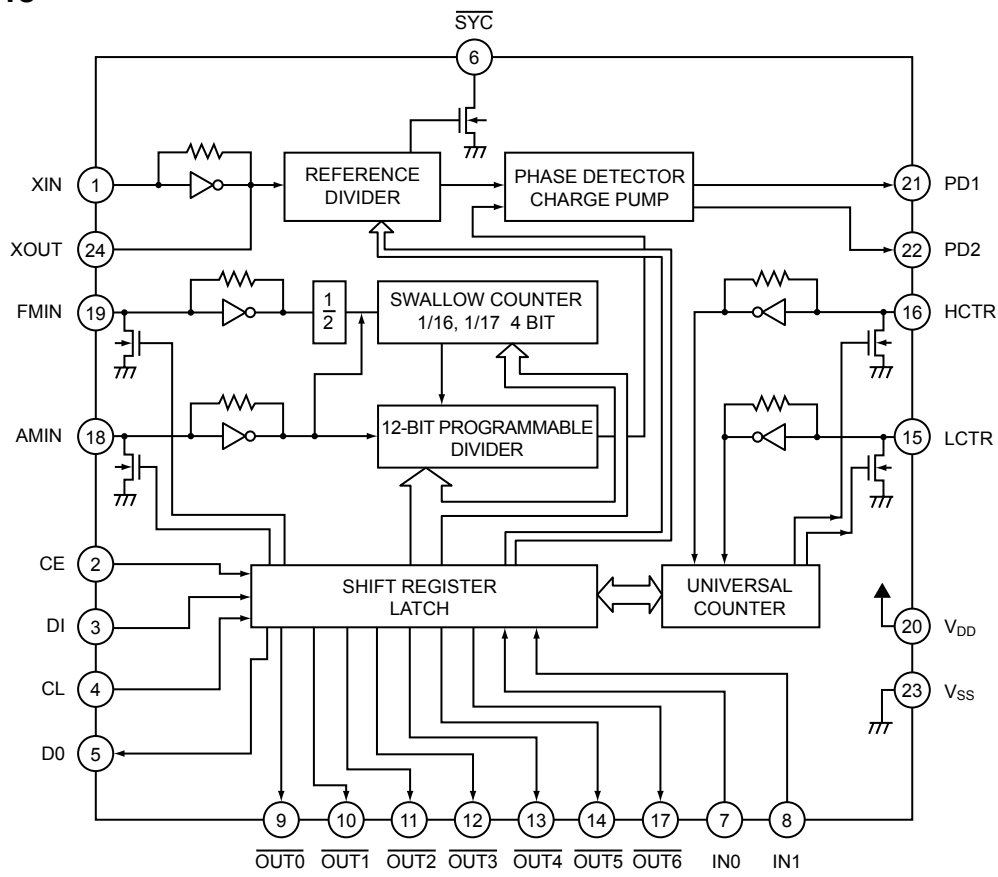 SYC
6
XIN
1
REFERENCE
DIVIDER
PHASE DETECTOR
CHARGE PUMP
21
PD1
XOUT
24
22
PD2
FMIN
19
1
2
SWALLOW COUNTER
1/16, 1/17 4 BIT
16
HCTR
AMIN
18
12-BIT PROGRAMMABLE
DIVIDER
15
LCTR
CE
2
SHIFT REGISTER
LATCH
UNIVERSAL
COUNTER
DI
3
20
VDD
CL
4
23
VSS
D0
5
9
10
11
12
13
14
17
7
8
OUT0
OUT1
OUT2
OUT3
OUT4
OUT5
OUT6
IN0
IN1